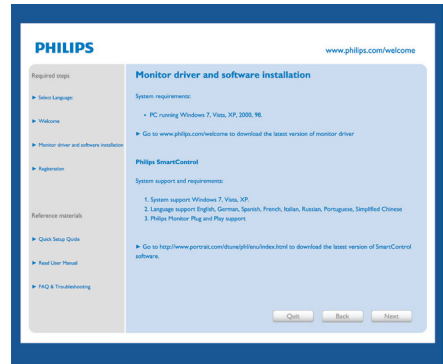 PHILIPS
www.philips.com/welcome
Required steps
► Select Language:
► Welcome
► Monitor driver and software installation
► Registration
Reference materials
► Quick Setup Guide
► Read User Manual
► FAQ & Troubleshooting
Monitor driver and software installation
System requirements:
• PC running Windows 7, Vista, XP, 2000, 98.
► Go to www.philips.com/welcome to download the latest version of monitor driver
Philips SmartControl
System support and requirements:
1. System support Windows 7, Vista, XP.
2. Language support English, German, Spanish, French, Italian, Russian, Portuguese, Simplified Chinese
3. Philips Monitor Plug and Play support
► Go to http://www.portrait.com/dtune/phl/enu/index.html to download the latest version of SmartControl
software.
Quit
Back
Next